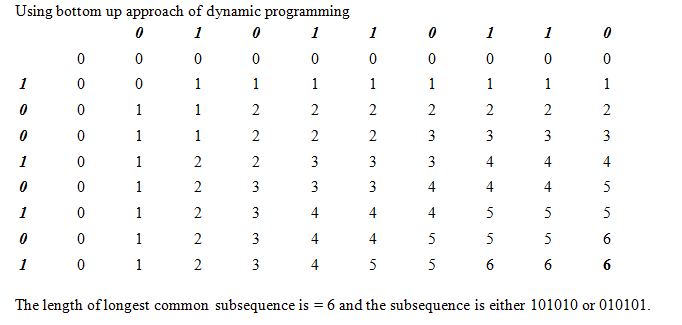 Using bottom up approach of dynamic programming
0 1 0 1 1 0 1 1 0
0 0 0 0 0 0 0 0 0 0
1 0 0 1 1 1 1 1 1 1 1
0 0 1 1 2 2 2 2 2 2 2
0 0 1 1 2 2 2 3 3 3 3
1 0 1 2 2 3 3 3 4 4 4
0 0 1 2 3 3 3 4 4 4 5
1 0 1 2 3 4 4 4 5 5 5
0 0 1 2 3 4 4 5 5 5 6
1 0 1 2 3 4 5 5 6 6 6
The length of longest common subsequence is = 6 and the subsequence is either 101010 or 010101.